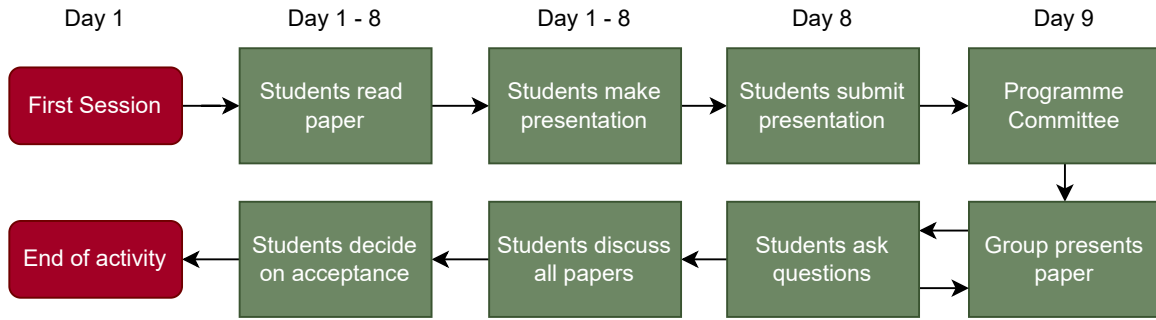 Day 1
Day 1 - 8
Day 1 - 8
Day 8
Day 9
First Session
Students read
paper
Students make
presentation
Students submit
presentation
Programme
Committee
End of activity
Students decide
on acceptance
Students discuss
all papers
Students ask
questions
Group presents
paper